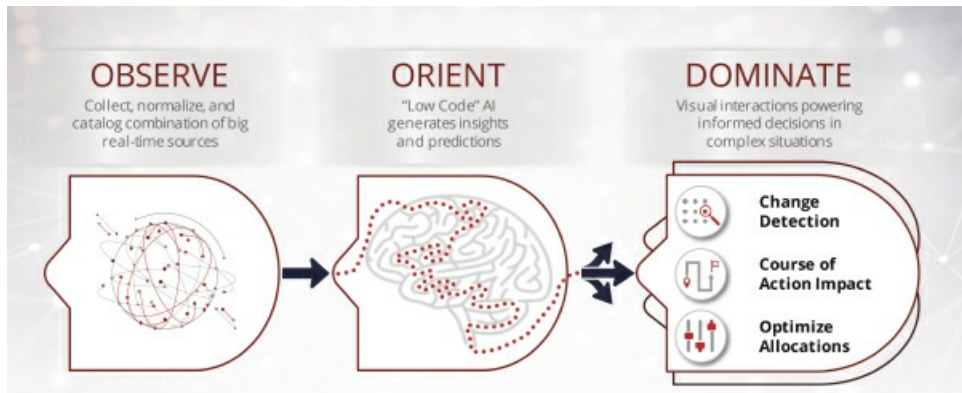 OBSERVE
Collect, normalize, and
catalog combination of big
real-time sources
ORIENT
“Low Code” AI
generates insights
and predictions
DOMINATE
Visual interactions powering
informed decisions in
complex situations
Change
Detection
Course of
Action Impact
Optimize
Allocations